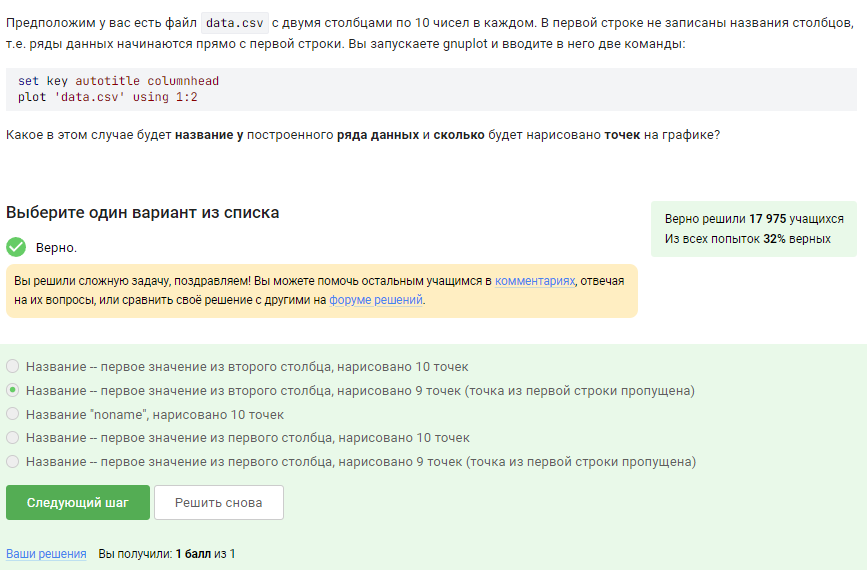 Предположим у вас есть файл data.csv с двумя столбцами по 10 чисел в каждом. В первой строке не записаны названия столбцов,
т.е. ряды данных начинаются прямо с первой строки. Вы запускаете gnuplot и вводите в него две команды:
set key autotitle columnhead
plot 'data.csv' using 1:2
Какое в этом случае будет название у построенного ряда данных и сколько будет нарисовано точек на графике?
Выберите один вариант из списка
Верно решили 17 975 учащихся
Из всех попыток 32% верных
Верно.
Вы решили сложную задачу, поздравляем! Вы можете помочь остальным учащимся в комментариях, отвечая
на их вопросы, или сравнить своё решение с другими на форуме решений.
Название -- первое значение из второго столбца, нарисовано 10 точек
Название -- первое значение из второго столбца, нарисовано 9 точек (точка из первой строки пропущена)
Название "noname", нарисовано 10 точек
Название -- первое значение из первого столбца, нарисовано 10 точек
Название -- первое значение из первого столбца, нарисовано 9 точек (точка из первой строки пропущена)
Следующий шаг
Решить снова
Ваши решения Вы получили: 1 балл из 1